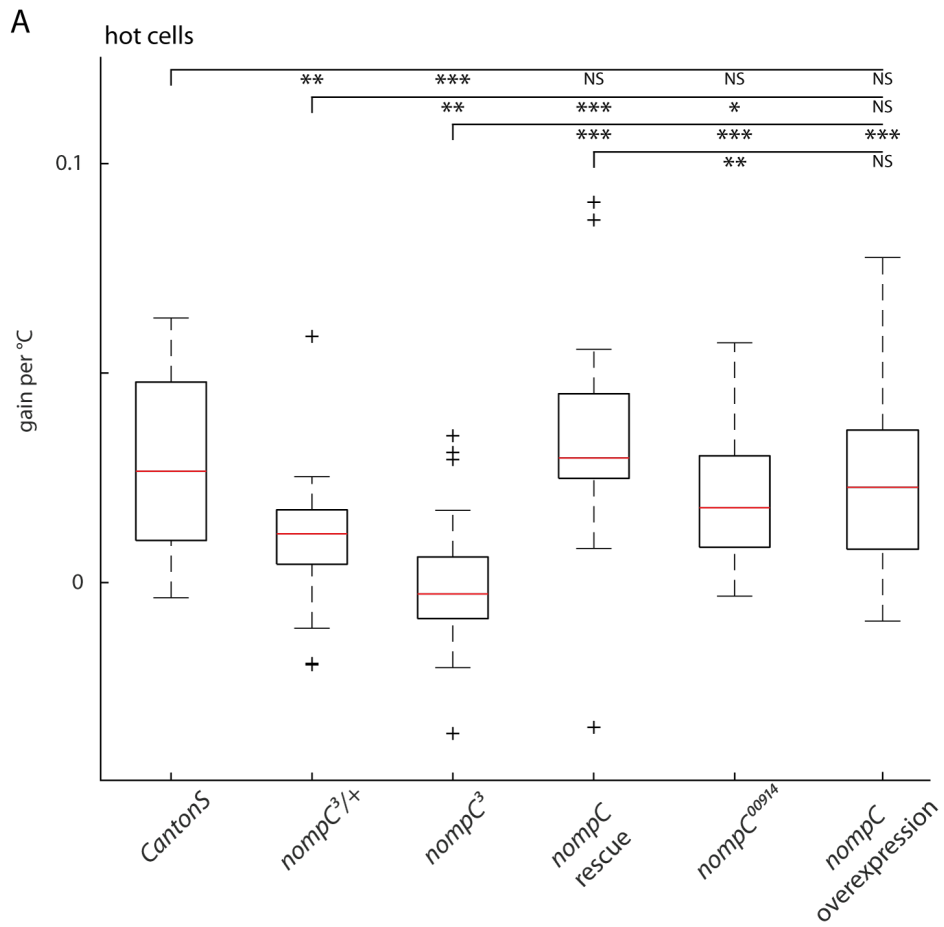 A
hot cells
** *** NS NS NS
** *** * NS
*** *** ***
** NS
0.1
0
gain per °C
CantonS
nompC³/+
nompC³
nompC
rescue
nompC⁰⁰⁹¹⁴
nompC
overexpression